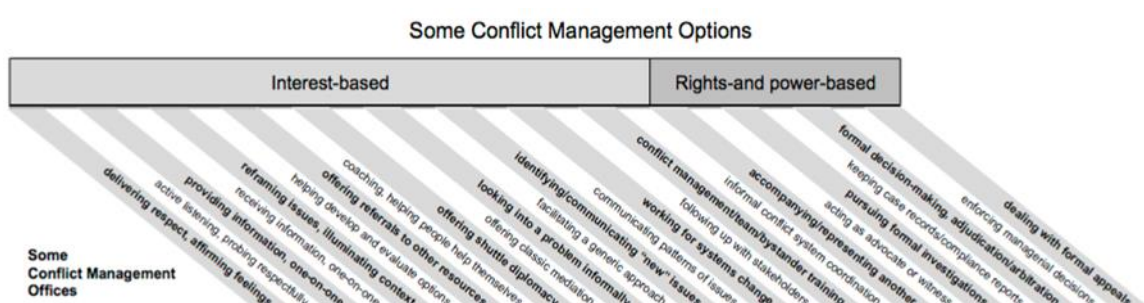 Some Conflict Management Options
Interest-based
Rights-and power-based
delivering respect, affirming feelings
active listening, probing respectfully
providing information, one-on-one
receiving information, one-on-one
reframing issues, illuminating context
helping develop and evaluate options
offering referrals to other resources
coaching, helping people help themselves
offering shuttle diplomacy
offering classic mediation
looking into a problem informally
facilitating a generic approach
identifying/communicating "new" issues
communicating patterns of issues
working for systems change
following up with stakeholders
conflict management/team/bystander training
informal conflict system coordination
accompanying/representing another
acting as advocate or witness
pursuing formal investigations
keeping case records/compliance report
formal decision-making, adjudication/arbitration
enforcing managerial decisions
dealing with formal appeal
Some
Conflict Management
Offices